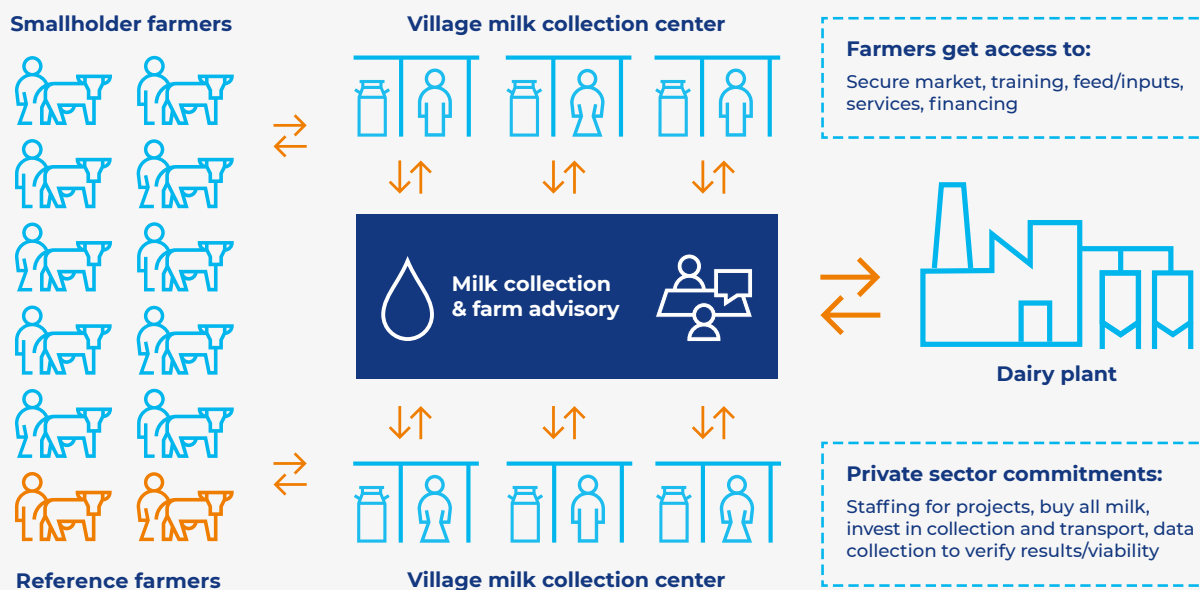 Smallholder farmers
Village milk collection center
Farmers get access to:
Secure market, training, feed/inputs,
services, financing
Milk collection
& farm advisory
Dairy plant
Private sector commitments:
Staffing for projects, buy all milk,
invest in collection and transport, data
collection to verify results/viability
Reference farmers
Village milk collection center